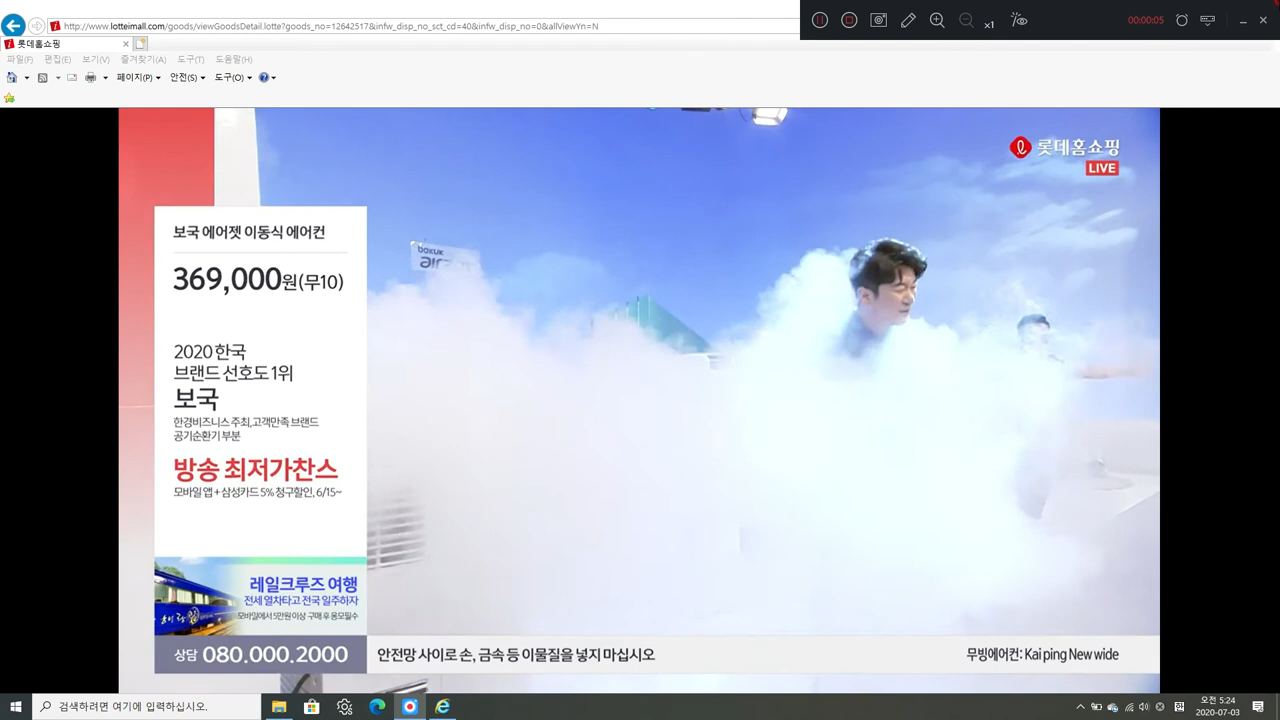 http://www.lotteimall.com/goods/viewGoodsDetail.lotte?goods_no=12642517&infw_disp_no_sct_cd=40&infw_disp_no=0&allViewYn=N
x1
00:00:05
롯데홈쇼핑
파일(F) 편집(E) 보기(V) 즐겨찾기(A) 도구(T) 도움말(H)
페이지(P) 안전(S) 도구(O)
롯데홈쇼핑
LIVE
보국 에어젯 이동식 에어컨
369,000원(무10)
bokuk
air
2020 한국
브랜드 선호도 1위
보국
한경비즈니스 주최,고객만족 브랜드
공기순환기 부분
방송 최저가찬스
모바일 앱 + 삼성카드 5% 청구할인, 6/15~
레일크루즈 여행
전세 열차타고 전국 일주하자
모바일에서 5만원 이상 구매 후 응모필수
상담 080.000.2000
안전망 사이로 손, 금속 등 이물질을 넣지 마십시오
무빙에어컨: Kai ping New wide
검색하려면 여기에 입력하십시오.
오전 5:24
2020-07-03